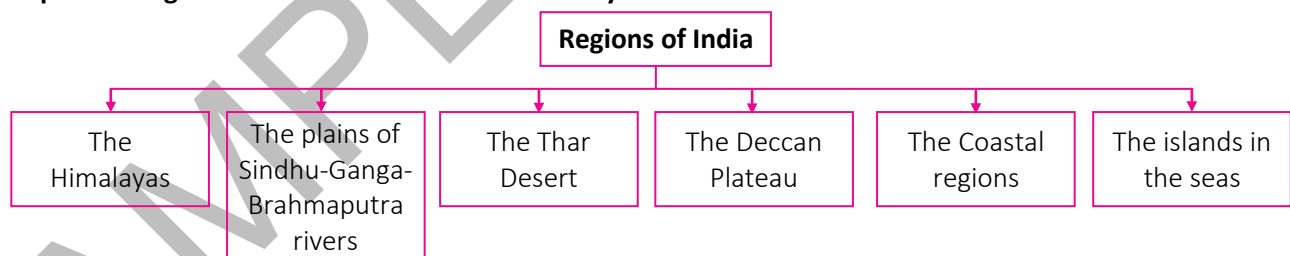 Regions of India
The
Himalayas
The plains of
Sindhu-Ganga-
Brahmaputra
rivers
The Thar
Desert
The Deccan
Plateau
The Coastal
regions
The islands in
the seas